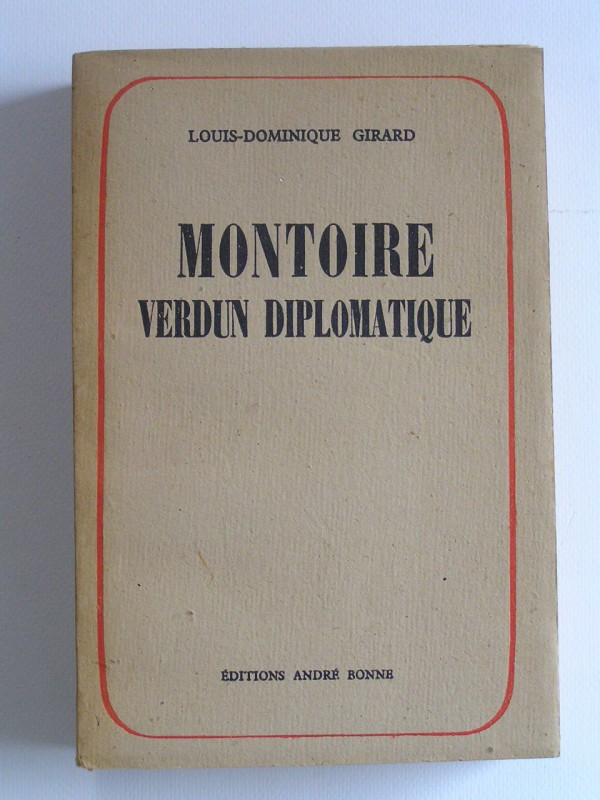 LOUIS-DOMINIQUE GIRARD
MONTOIRE
VERDUN DIPLOMATIQUE
ÉDITIONS ANDRÉ BONNE